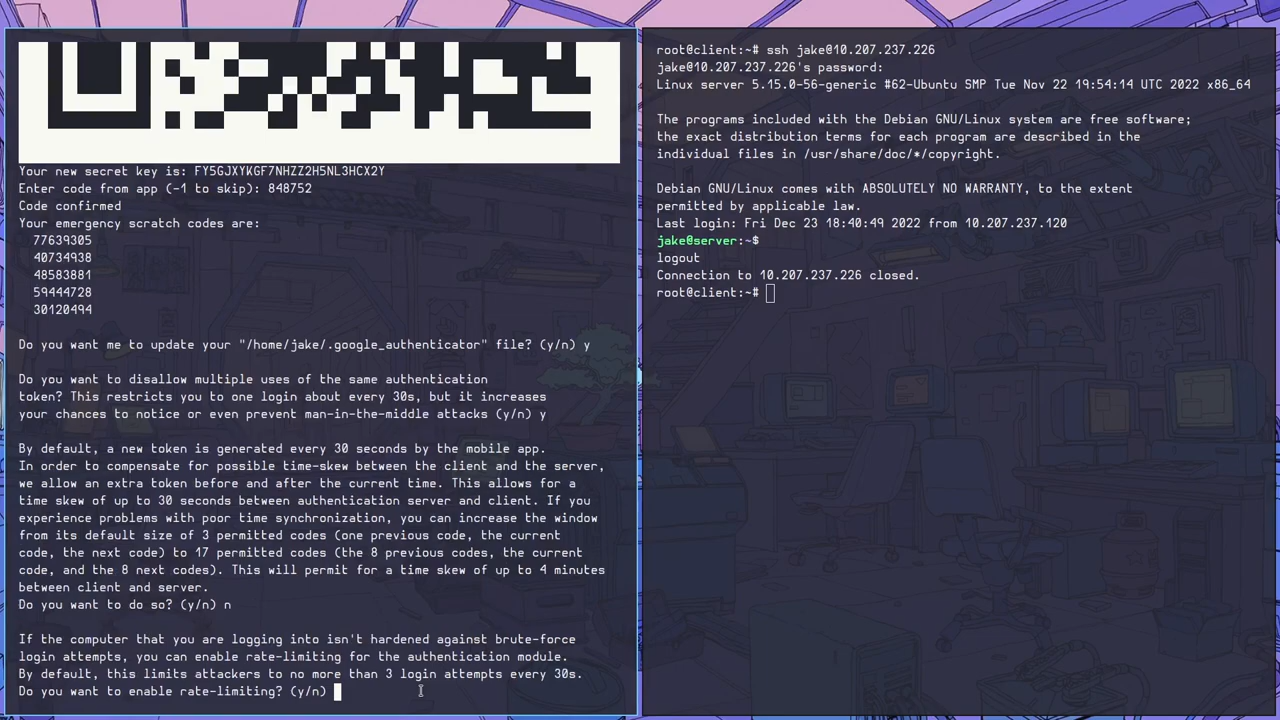 Your new secret key is: FY5GJXYKGF7NHZZ2H5NL3HCX2Y
Enter code from app (-1 to skip): 848752
Code confirmed
Your emergency scratch codes are:
77639305
40734938
48583881
59444728
30120494
Do you want me to update your "/home/jake/.google_authenticator" file? (y/n) y
Do you want to disallow multiple uses of the same authentication
token? This restricts you to one login about every 30s, but it increases
your chances to notice or even prevent man-in-the-middle attacks (y/n) y
By default, a new token is generated every 30 seconds by the mobile app.
In order to compensate for possible time-skew between the client and the server,
we allow an extra token before and after the current time. This allows for a
time skew of up to 30 seconds between authentication server and client. If you
experience problems with poor time synchronization, you can increase the window
from its default size of 3 permitted codes (one previous code, the current
code, the next code) to 17 permitted codes (the 8 previous codes, the current
code, and the 8 next codes). This will permit for a time skew of up to 4 minutes
between client and server.
Do you want to do so? (y/n) n
If the computer that you are logging into isn't hardened against brute-force
login attempts, you can enable rate-limiting for the authentication module.
By default, this limits attackers to no more than 3 login attempts every 30s.
Do you want to enable rate-limiting? (y/n)
root@client:~# ssh jake@10.207.237.226
jake@10.207.237.226's password:
Linux server 5.15.0-56-generic #62-Ubuntu SMP Tue Nov 22 19:54:14 UTC 2022 x86_64
The programs included with the Debian GNU/Linux system are free software;
the exact distribution terms for each program are described in the
individual files in /usr/share/doc/*/copyright.
Debian GNU/Linux comes with ABSOLUTELY NO WARRANTY, to the extent
permitted by applicable law.
Last login: Fri Dec 23 18:40:49 2022 from 10.207.237.120
jake@server:~$
logout
Connection to 10.207.237.226 closed.
root@client:~#